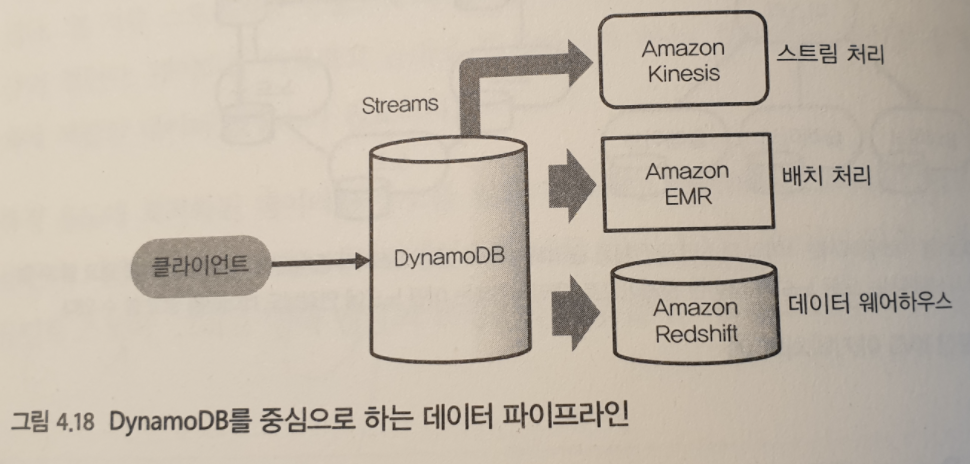 Amazon
Kinesis
스트림 처리
Streams
Amazon
EMR
배치 처리
클라이언트
DynamoDB
Amazon
Redshift
데이터 웨어하우스
그림 4.18 DynamoDB를 중심으로 하는 데이터 파이프라인